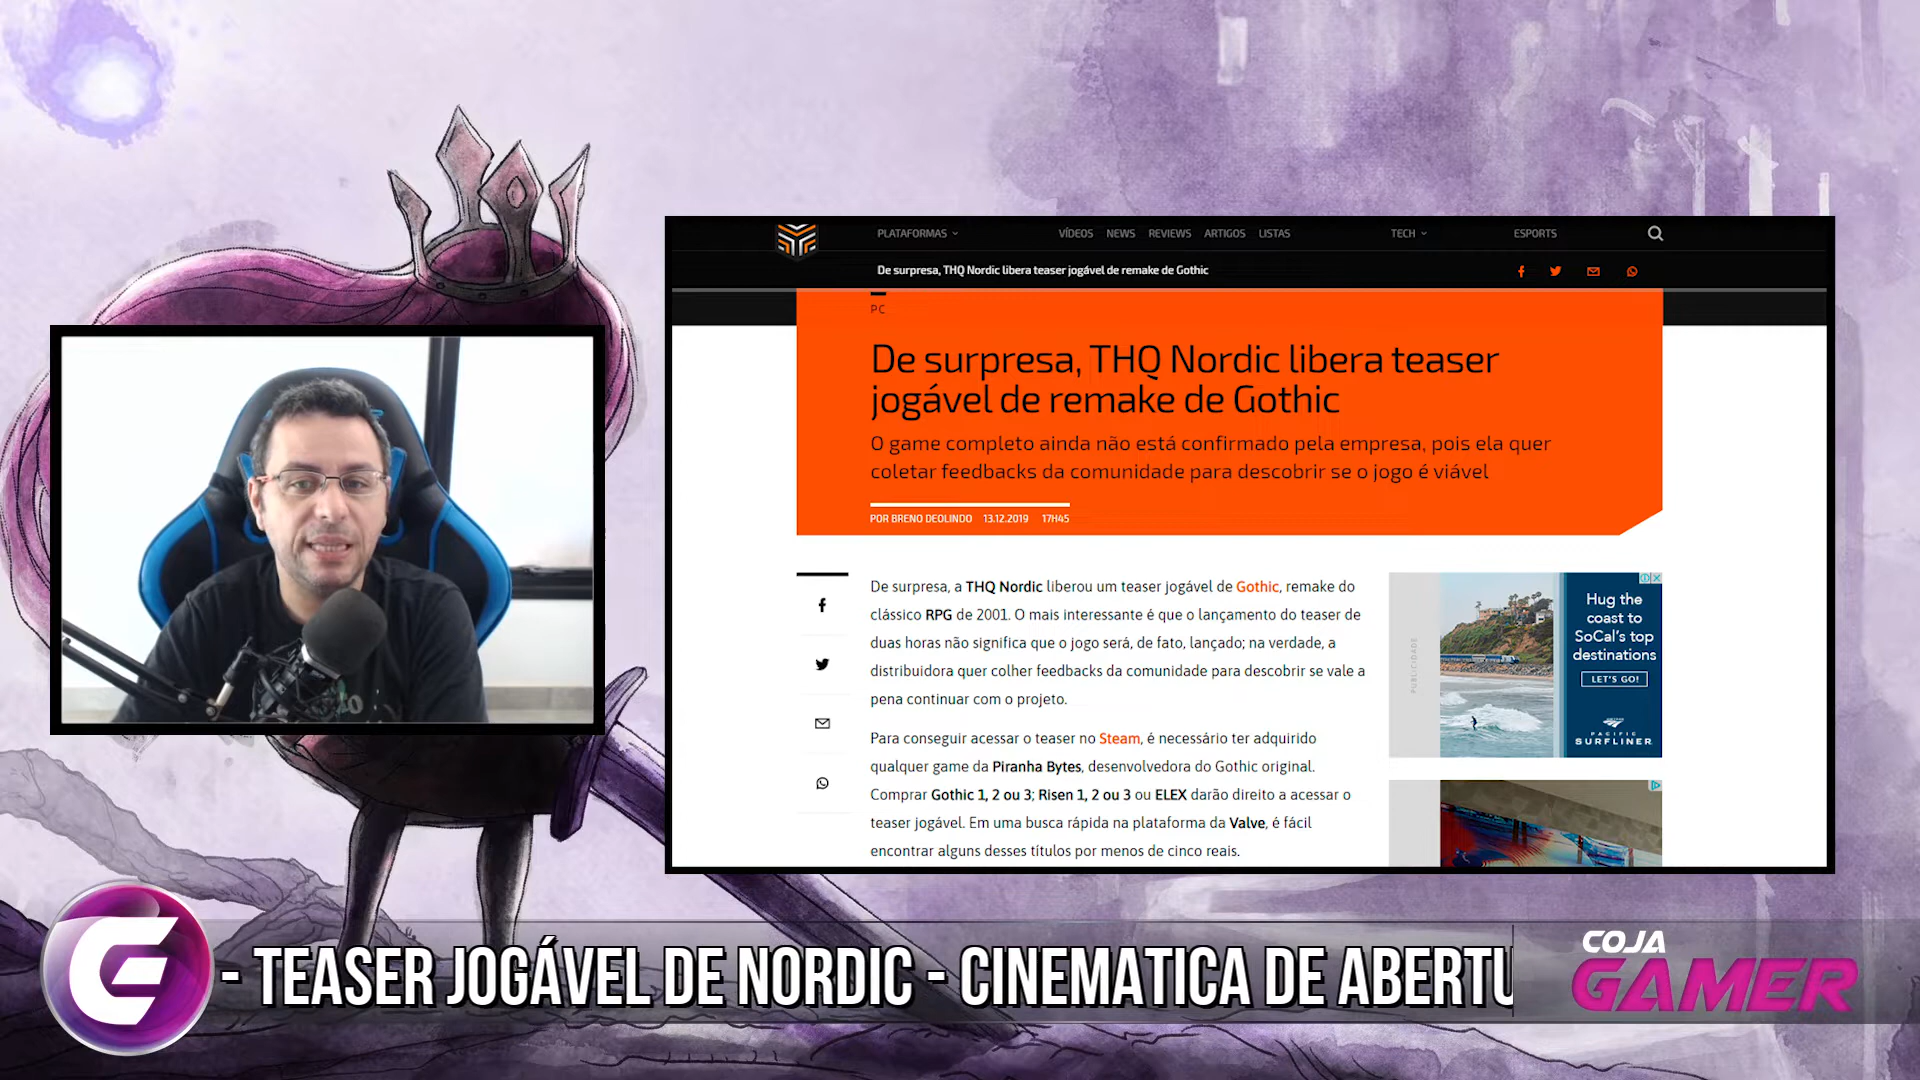 PLATAFORMAS
VÍDEOS NEWS REVIEWS ARTIGOS LISTAS
TECH
ESPORTS
De surpresa, THQ Nordic libera teaser jogável de remake de Gothic
PC
De surpresa, THQ Nordic libera teaser
jogável de remake de Gothic
O game completo ainda não está confirmado pela empresa, pois ela quer
coletar feedbacks da comunidade para descobrir se o jogo é viável
POR BRENO DEOLINDO 13.12.2019 17H45
De surpresa, a THQ Nordic liberou um teaser jogável de Gothic, remake do
clássico RPG de 2001. O mais interessante é que o lançamento do teaser de
duas horas não significa que o jogo será, de fato, lançado; na verdade, a
distribuidora quer colher feedbacks da comunidade para descobrir se vale a
pena continuar com o projeto.
Para conseguir acessar o teaser no Steam, é necessário ter adquirido
qualquer game da Piranha Bytes, desenvolvedora do Gothic original.
Comprar Gothic 1, 2 ou 3; Risen 1, 2 ou 3 ou ELEX darão direito a acessar o
teaser jogável. Em uma busca rápida na plataforma da Valve, é fácil
encontrar alguns desses títulos por menos de cinco reais.
PUBLICIDADE
Hug the
coast to
SoCal's top
destinations
LET'S GO!
PACIFIC
SURFLINER
- TEASER JOGÁVEL DE NORDIC - CINEMATICA DE ABERTU
COJA
GAMER